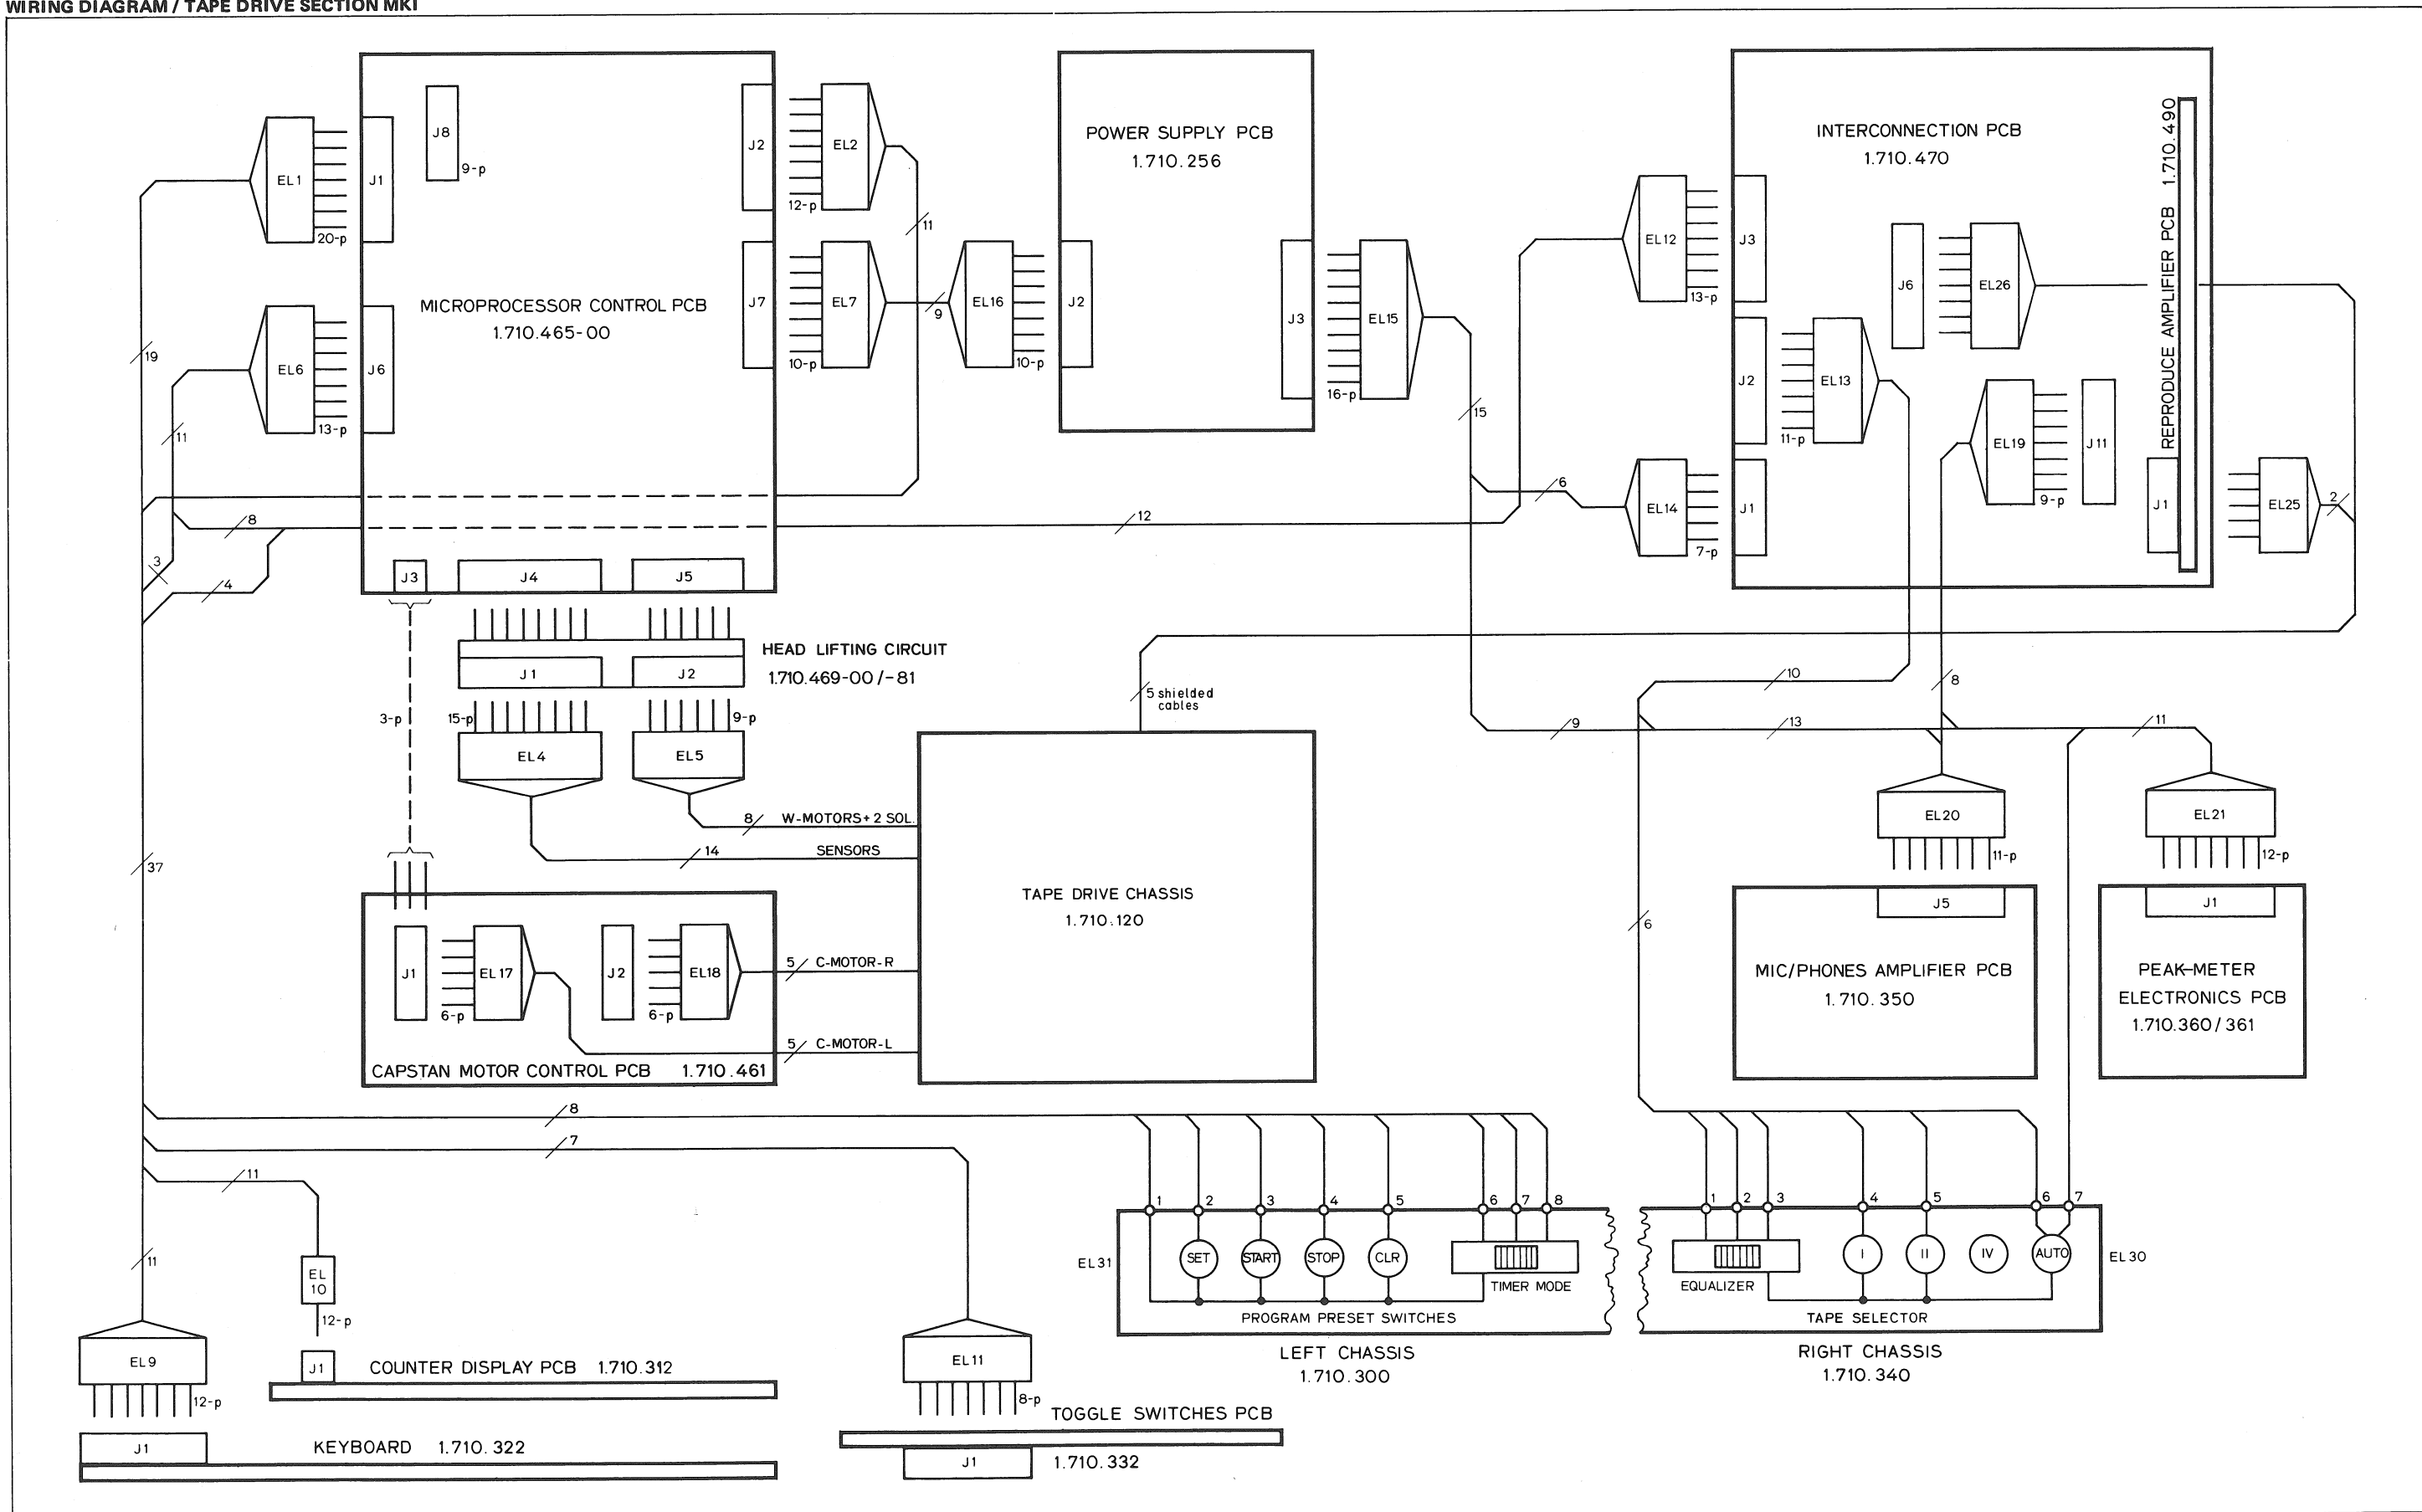 WIRING DIAGRAM / TAPE DRIVE SECTION MKI
J8
9-p
EL1
20-p
J1
J2
EL2
12-p
11
MICROPROCESSOR CONTROL PCB
1.710.465-00
EL6
13-p
J6
J7
EL7
10-p
9
EL16
10-p
J2
POWER SUPPLY PCB
1.710.256
J3
EL15
16-p
15
19
11
8
3
4
12
6
J3
J4
J5
INTERCONNECTION PCB
1.710.470
REPRODUCE AMPLIFIER PCB 1.710.490
EL12
13-p
J3
J2
EL13
11-p
J6
EL26
EL19
9-p
J11
EL14
7-p
J1
J1
EL25
2
HEAD LIFTING CIRCUIT
1.710.469-00/-81
J1
J2
3-p
15-p
9-p
EL4
EL5
8 W-MOTORS+2 SOL.
14 SENSORS
5 shielded
cables
TAPE DRIVE CHASSIS
1.710.120
10
8
9
13
11
37
6
EL20
11-p
EL21
12-p
J5
MIC/PHONES AMPLIFIER PCB
1.710.350
J1
PEAK-METER
ELECTRONICS PCB
1.710.360/361
J1
EL17
6-p
J2
EL18
6-p
5 C-MOTOR-R
5 C-MOTOR-L
CAPSTAN MOTOR CONTROL PCB 1.710.461
8
7
11
11
EL
10
12-p
J1
COUNTER DISPLAY PCB 1.710.312
EL9
12-p
J1
KEYBOARD 1.710.322
EL11
8-p
TOGGLE SWITCHES PCB
J1
1.710.332
1 2 3 4 5 6 7 8
EL31
SET START STOP CLR
TIMER MODE
PROGRAM PRESET SWITCHES
LEFT CHASSIS
1.710.300
1 2 3 4 5 6 7
I II IV AUTO
EL30
EQUALIZER
TAPE SELECTOR
RIGHT CHASSIS
1.710.340